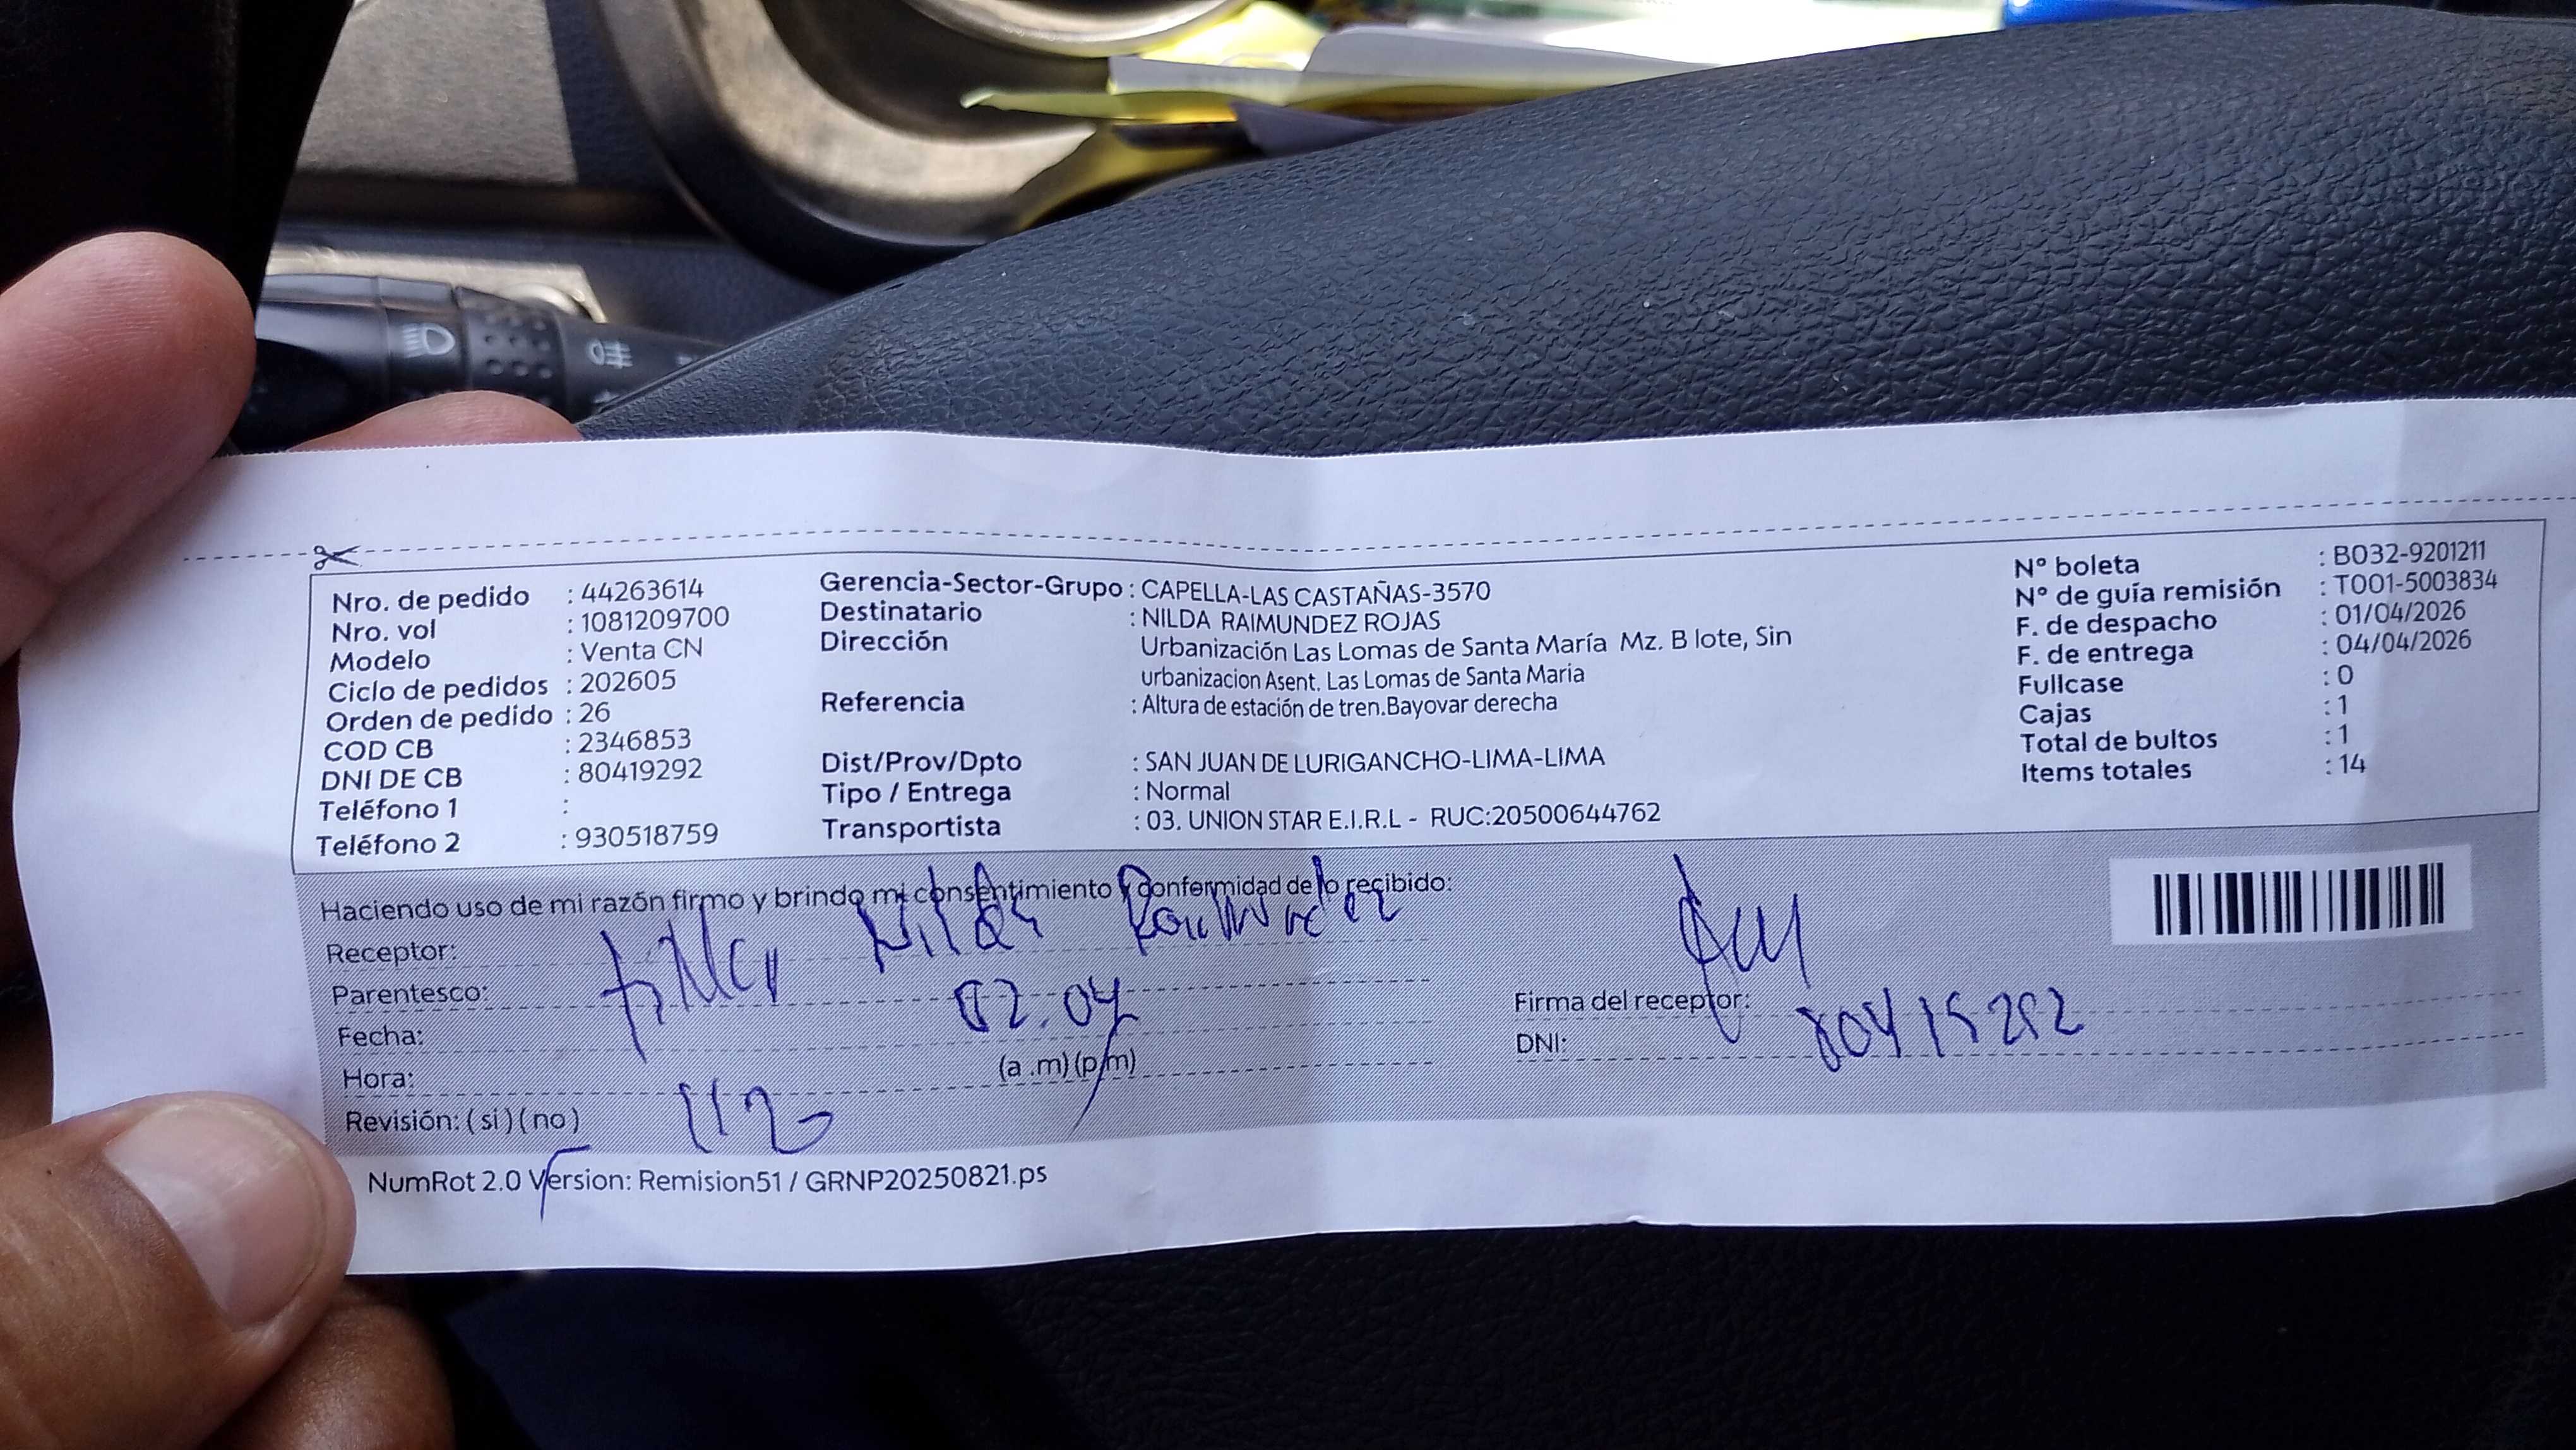 Nro. de pedido : 44263614
Nro. vol : 1081209700
Modelo : Venta CN
Ciclo de pedidos : 202605
Orden de pedido : 26
COD CB : 2346853
DNI DE CB : 80419292
Teléfono 1 :
Teléfono 2 : 930518759
Gerencia-Sector-Grupo : CAPELLA-LAS CASTAÑAS-3570
Destinatario : NILDA RAIMUNDEZ ROJAS
Dirección Urbanización Las Lomas de Santa María Mz. B lote, Sin
urbanizacion Asent. Las Lomas de Santa Maria
Referencia : Altura de estación de tren.Bayovar derecha
Dist/Prov/Dpto : SAN JUAN DE LURIGANCHO-LIMA-LIMA
Tipo / Entrega : Normal
Transportista : 03. UNION STAR E.I.R.L - RUC:20500644762
N° boleta : B032-9201211
N° de guía remisión : T001-5003834
F. de despacho : 01/04/2026
F. de entrega : 04/04/2026
Fullcase : 0
Cajas : 1
Total de bultos : 1
Items totales : 14
Haciendo uso de mi razón firmo y brindo mi consentimiento y conformidad de lo recibido:
Receptor: Nilda Raimundez
Parentesco:
Fecha: 02.04
Hora: (a .m) (p/m)
Revisión: ( si ) ( no )
Firma del receptor:
DNI:
NumRot 2.0 Version: Remision51 / GRNP20250821.ps